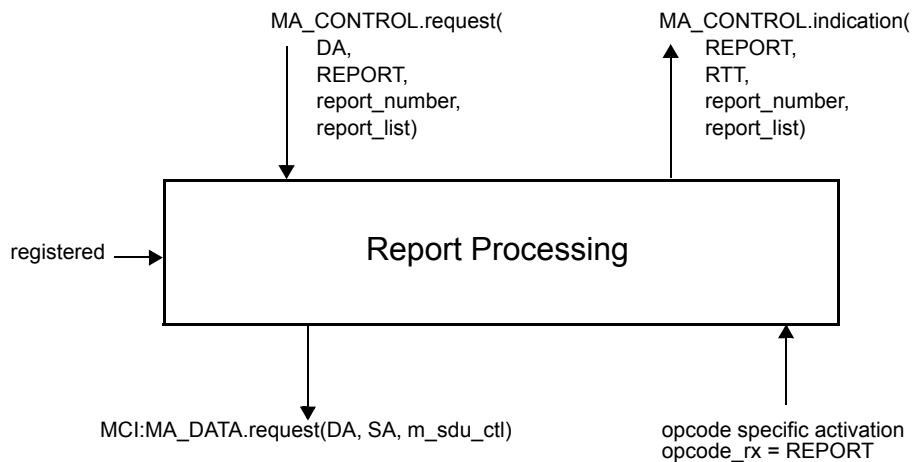 MA_CONTROL.request(
DA,
REPORT,
report_number,
report_list)
MA_CONTROL.indication(
REPORT,
RTT,
report_number,
report_list)
registered
Report Processing
MCI:MA_DATA.request(DA, SA, m_sdu_ctl)
opcode specific activation
opcode_rx = REPORT